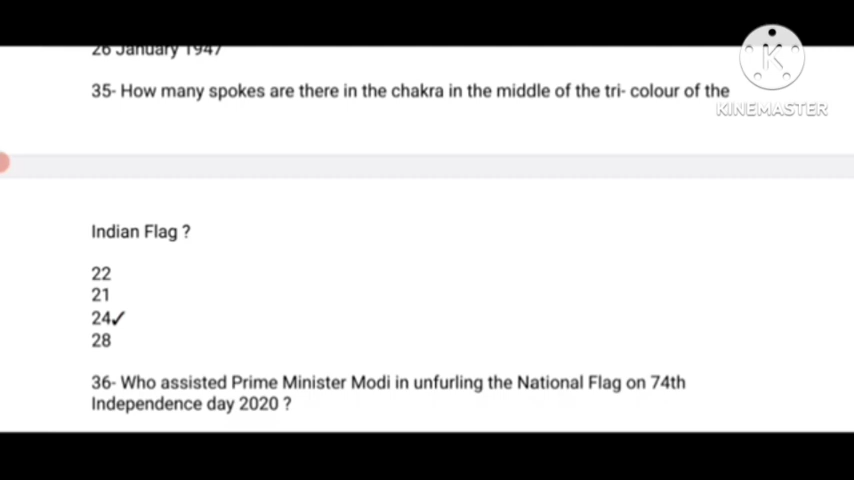 26 January 1947
35- How many spokes are there in the chakra in the middle of the tri- colour of the
K
KINEMASTER
Indian Flag ?
22
21
24✓
28
36- Who assisted Prime Minister Modi in unfurling the National Flag on 74th
Independence day 2020 ?